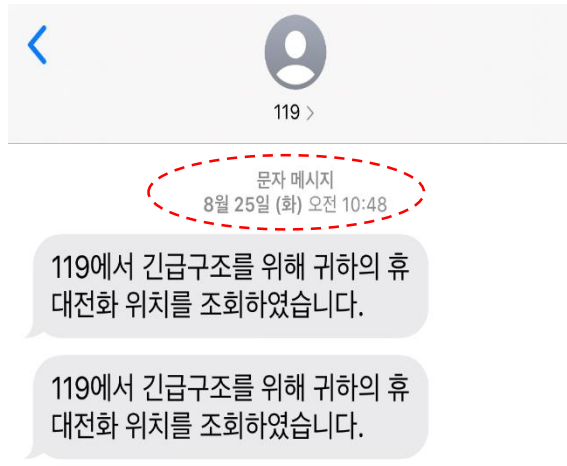 119 >
문자 메시지
8월 25일 (화) 오전 10:48
119에서 긴급구조를 위해 귀하의 휴
대전화 위치를 조회하였습니다.
119에서 긴급구조를 위해 귀하의 휴
대전화 위치를 조회하였습니다.